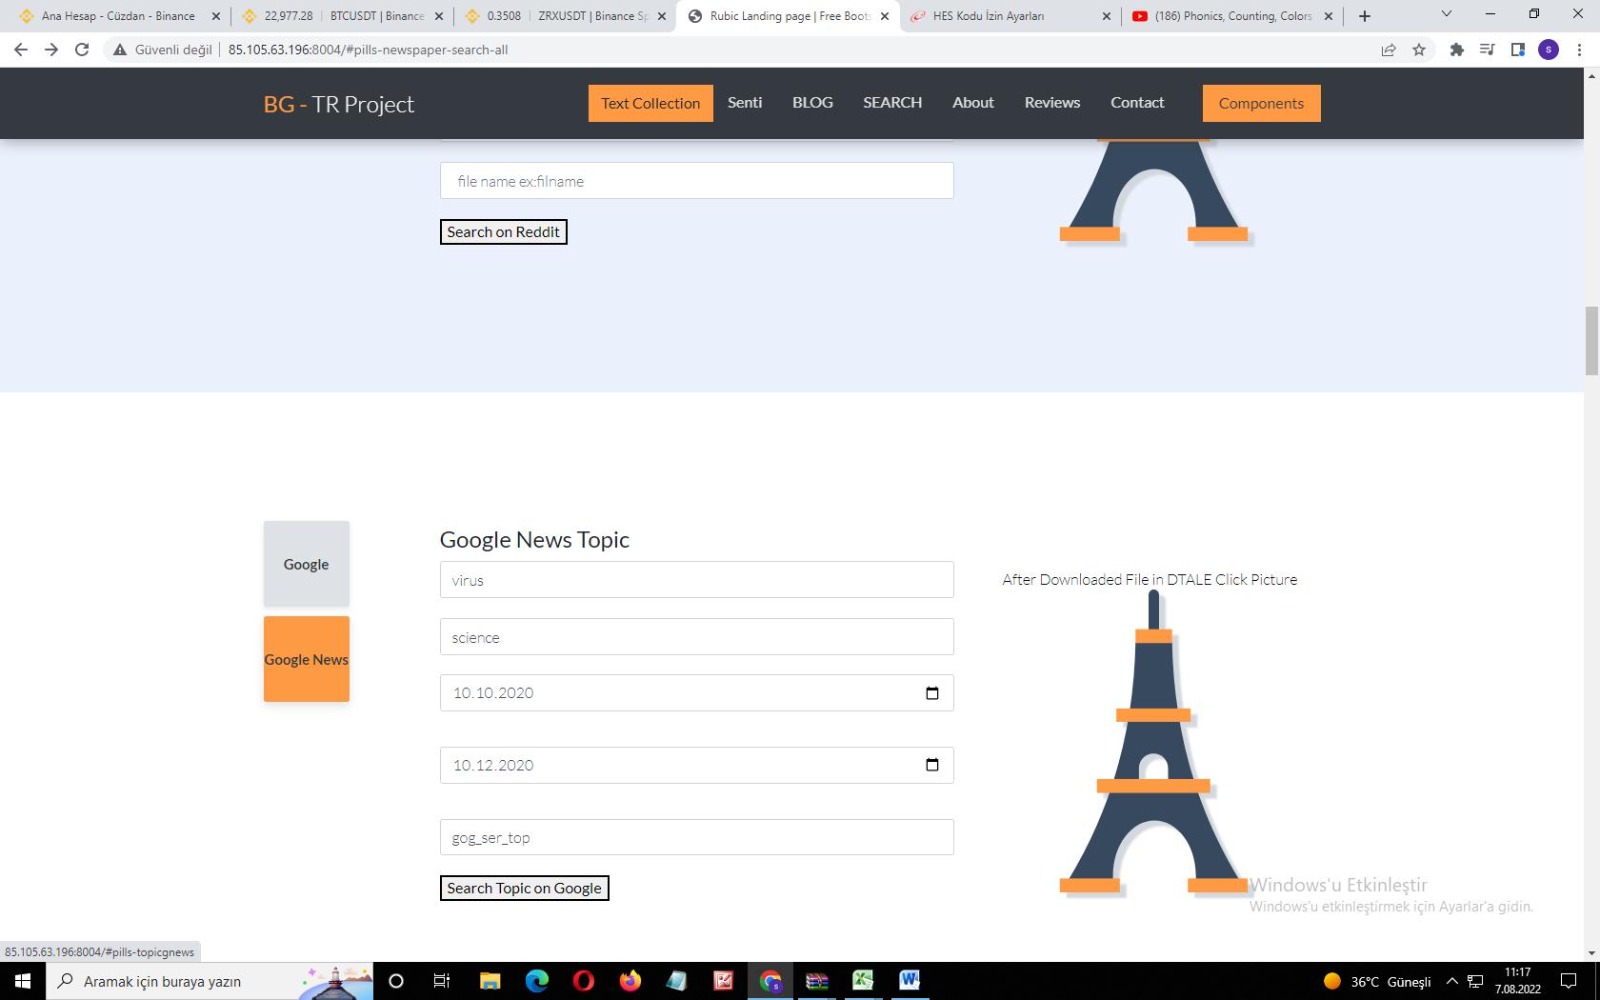 Ana Hesap - Cüzdan - Binance
22,977.28 | BTCUSDT | Binance
0.3508 | ZRXUSDT | Binance Sp
Rubic Landing page | Free Boots
HES Kodu İzin Ayarları
(186) Phonics, Counting, Colors
Güvenli değil | 85.105.63.196:8004/#pills-newspaper-search-all
S
BG - TR Project
Text Collection
Senti
BLOG
SEARCH
About
Reviews
Contact
Components
file name ex:filname
Search on Reddit
Google
Google News
Google News Topic
virus
science
10.10.2020
10.12.2020
gog_ser_top
Search Topic on Google
After Downloaded File in DTALE Click Picture
Windows'u Etkinleştir
Windows'u etkinleştirmek için Ayarlar'a gidin.
85.105.63.196:8004/#pills-topicgnews
Aramak için buraya yazın
36°C Güneşli
11:17
7.08.2022